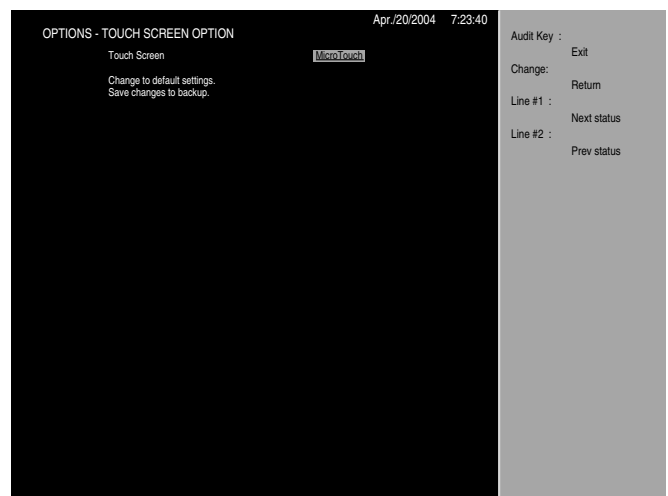 Apr./20/2004 7:23:40
OPTIONS - TOUCH SCREEN OPTION
Touch Screen MicroTouch
Change to default settings.
Save changes to backup.
Audit Key :
Exit
Change:
Return
Line #1 :
Next status
Line #2 :
Prev status